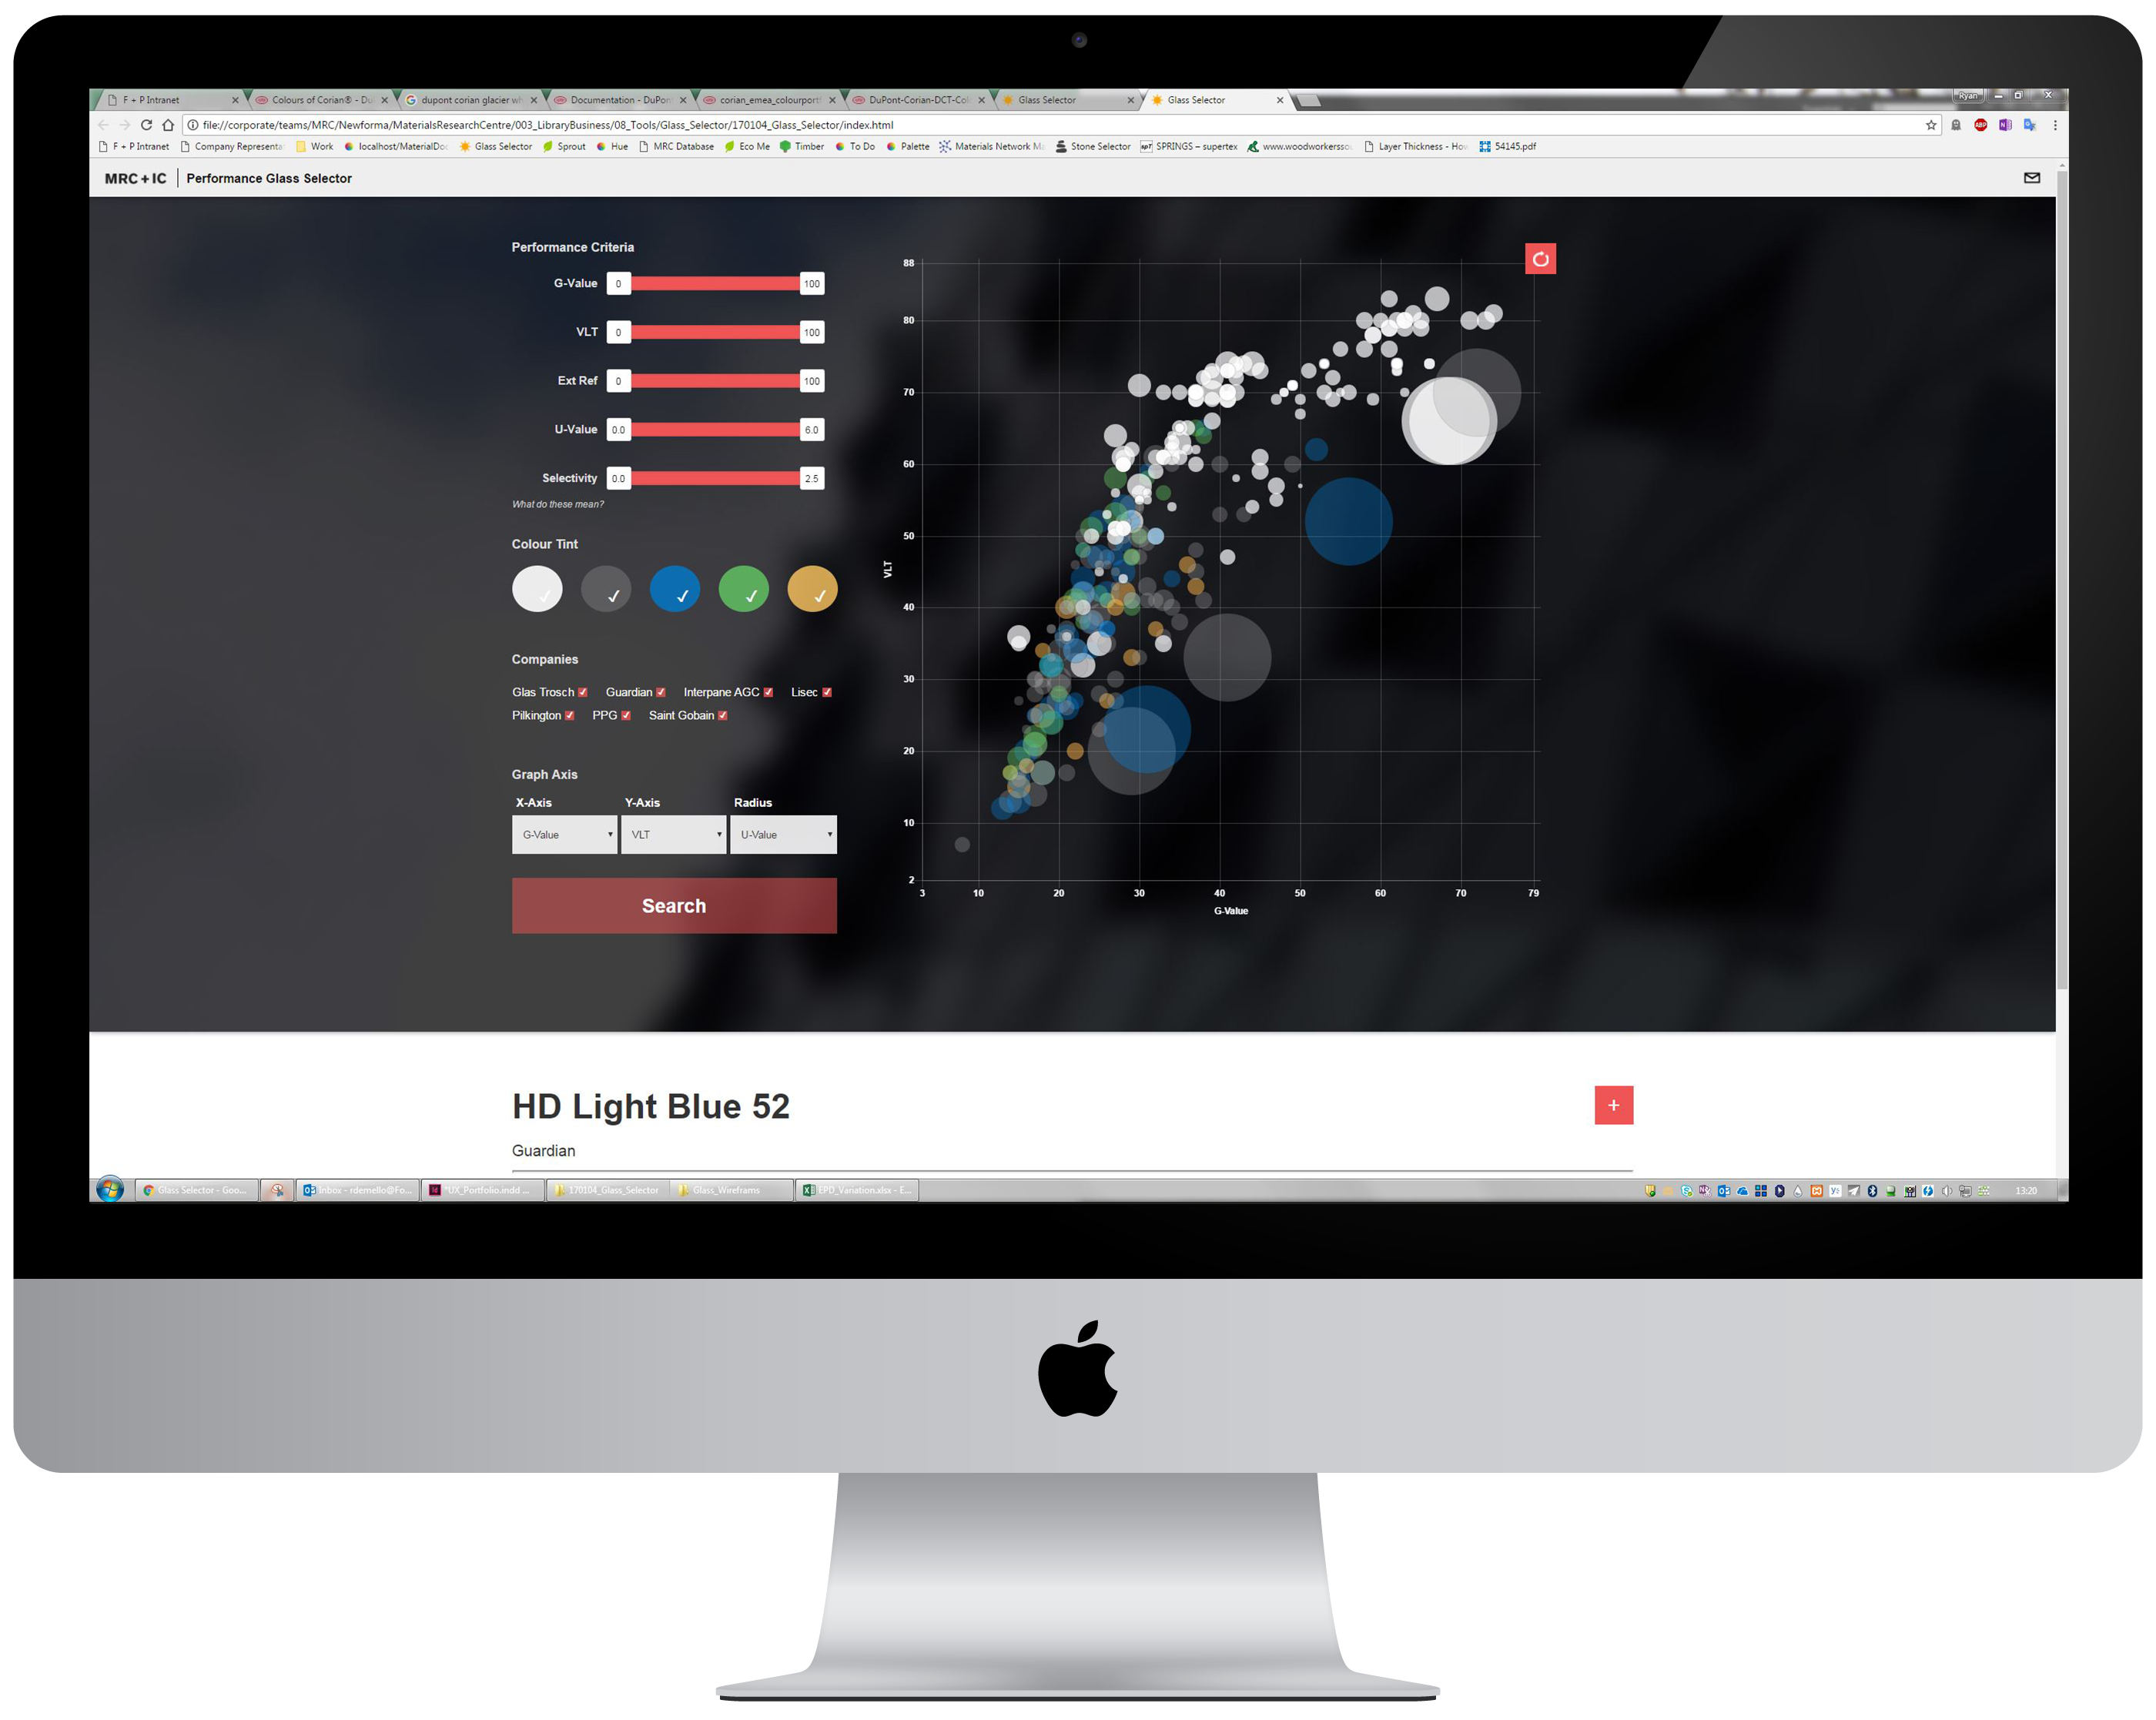 F + P Intranet Colours of Corian® - Du dupont corian glacier wh Documentation - DuPon corian_emea_colourport DuPont-Corian-DCT-Col Glass Selector Glass Selector Ryan
file://corporate/teams/MRC/Newforma/MaterialsResearchCentre/003_LibraryBusiness/08_Tools/Glass_Selector/170104_Glass_Selector/index.html ABP
F + P Intranet Company Representa Work localhost/MaterialDo Glass Selector Sprout Hue MRC Database Eco Me Timber To Do Palette Materials Network M Stone Selector SPRINGS – supertex www.woodworkersso Layer Thickness - Ho 54145.pdf
MRC + IC Performance Glass Selector
Performance Criteria
G-Value 0 100
VLT 0 100
Ext Ref 0 100
U-Value 0.0 6.0
Selectivity 0.0 2.5
What do these mean?
Colour Tint
Companies
Glas Trosch Guardian Interpane AGC Lisec
Pilkington PPG Saint Gobain
Graph Axis
X-Axis Y-Axis Radius
G-Value VLT U-Value
Search
88
80
70
60
50
VLT
40
30
20
10
2
3 10 20 30 40 50 60 70 79
G-Value
HD Light Blue 52
+
Guardian
Glass Selector - Goo... Inbox - rdemello@Fo... *UX_Portfolio.indd ... 170104_Glass_Selector Glass_Wireframs EPD_Variation.xlsx - E... 13:20